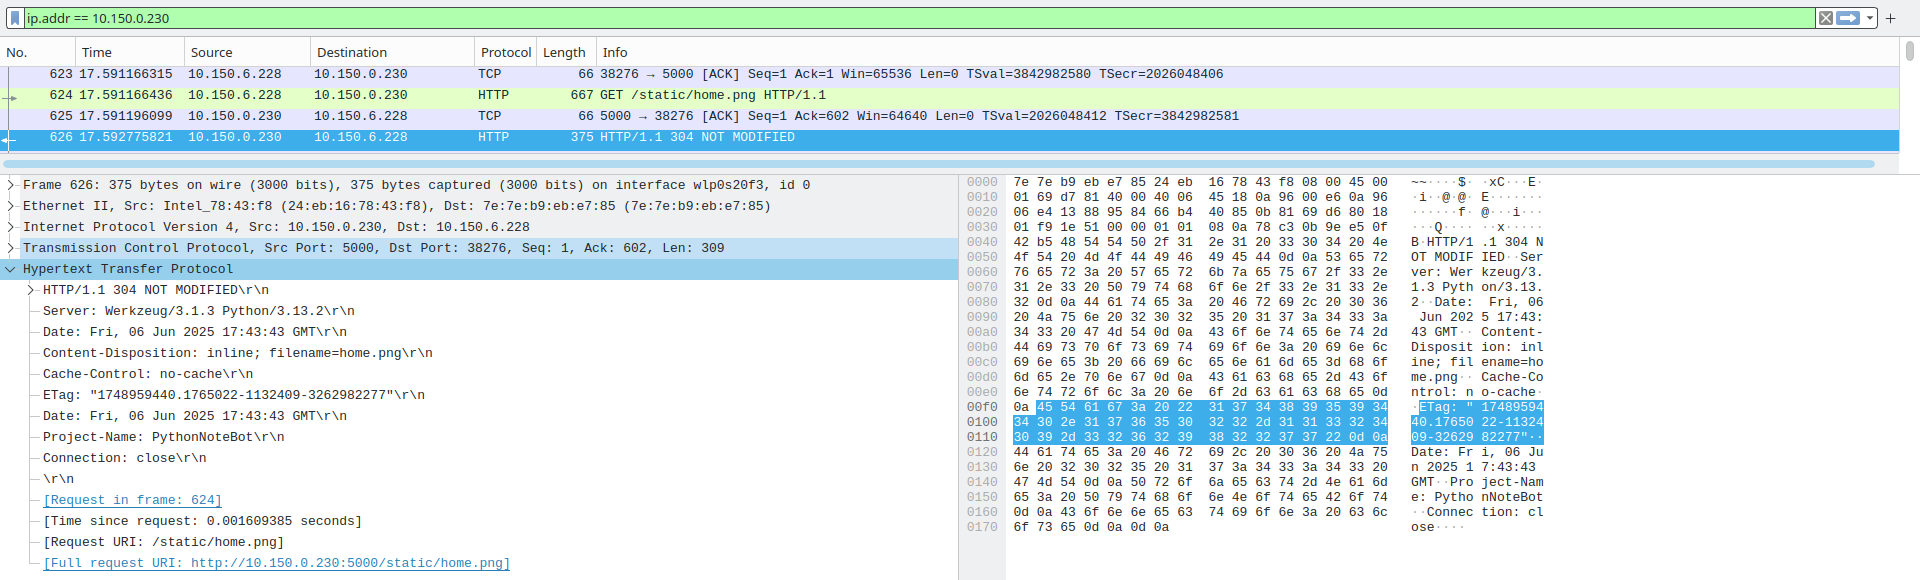 ip.addr == 10.150.0.230
No. Time Source Destination Protocol Length Info
623 17.591166315 10.150.6.228 10.150.0.230 TCP 66 38276 → 5000 [ACK] Seq=1 Ack=1 Win=65536 Len=0 TSval=3842982580 TSecr=2026048406
624 17.591166436 10.150.6.228 10.150.0.230 HTTP 667 GET /static/home.png HTTP/1.1
625 17.591196099 10.150.0.230 10.150.6.228 TCP 66 5000 → 38276 [ACK] Seq=1 Ack=602 Win=64640 Len=0 TSval=2026048412 TSecr=3842982581
626 17.592775821 10.150.0.230 10.150.6.228 HTTP 375 HTTP/1.1 304 NOT MODIFIED
Frame 626: 375 bytes on wire (3000 bits), 375 bytes captured (3000 bits) on interface wlp0s20f3, id 0
Ethernet II, Src: Intel_78:43:f8 (24:eb:16:78:43:f8), Dst: 7e:7e:b9:eb:e7:85 (7e:7e:b9:eb:e7:85)
Internet Protocol Version 4, Src: 10.150.0.230, Dst: 10.150.6.228
Transmission Control Protocol, Src Port: 5000, Dst Port: 38276, Seq: 1, Ack: 602, Len: 309
Hypertext Transfer Protocol
HTTP/1.1 304 NOT MODIFIED\r\n
Server: Werkzeug/3.1.3 Python/3.13.2\r\n
Date: Fri, 06 Jun 2025 17:43:43 GMT\r\n
Content-Disposition: inline; filename=home.png\r\n
Cache-Control: no-cache\r\n
ETag: "1748959440.1765022-1132409-3262982277"\r\n
Date: Fri, 06 Jun 2025 17:43:43 GMT\r\n
Project-Name: PythonNoteBot\r\n
Connection: close\r\n
\r\n
[Request in frame: 624]
[Time since request: 0.001609385 seconds]
[Request URI: /static/home.png]
[Full request URI: http://10.150.0.230:5000/static/home.png]
0000 7e 7e b9 eb e7 85 24 eb 16 78 43 f8 08 00 45 00 ~~····$· ·xC···E·
0010 01 69 d7 81 40 00 40 06 45 18 0a 96 00 e6 0a 96 ·i··@·@· E·······
0020 06 e4 13 88 95 84 66 b4 40 85 0b 81 69 d6 80 18 ······f· @···i···
0030 01 f9 1e 51 00 00 01 01 08 0a 78 c3 0b 9e e5 0f ···Q···· ··x·····
0040 42 b5 48 54 54 50 2f 31 2e 31 20 33 30 34 20 4e B·HTTP/1 .1 304 N
0050 4f 54 20 4d 4f 44 49 46 49 45 44 0d 0a 53 65 72 OT MODIF IED··Ser
0060 76 65 72 3a 20 57 65 72 6b 7a 65 75 67 2f 33 2e ver: Wer kzeug/3.
0070 31 2e 33 20 50 79 74 68 6f 6e 2f 33 2e 31 33 2e 1.3 Pyth on/3.13.
0080 32 0d 0a 44 61 74 65 3a 20 46 72 69 2c 20 30 36 2··Date: Fri, 06
0090 20 4a 75 6e 20 32 30 32 35 20 31 37 3a 34 33 3a Jun 202 5 17:43:
00a0 34 33 20 47 4d 54 0d 0a 43 6f 6e 74 65 6e 74 2d 43 GMT·· Content-
00b0 44 69 73 70 6f 73 69 74 69 6f 6e 3a 20 69 6e 6c Disposit ion: inl
00c0 69 6e 65 3b 20 66 69 6c 65 6e 61 6d 65 3d 68 6f ine; fil ename=ho
00d0 6d 65 2e 70 6e 67 0d 0a 43 61 63 68 65 2d 43 6f me.png·· Cache-Co
00e0 6e 74 72 6f 6c 3a 20 6e 6f 2d 63 61 63 68 65 0d ntrol: n o-cache·
00f0 0a 45 54 61 67 3a 20 22 31 37 34 38 39 35 39 34 ·ETag: " 17489594
0100 34 30 2e 31 37 36 35 30 32 32 2d 31 31 33 32 34 40.17650 22-11324
0110 30 39 2d 33 32 36 32 39 38 32 32 37 37 22 0d 0a 09-32629 82277"··
0120 44 61 74 65 3a 20 46 72 69 2c 20 30 36 20 4a 75 Date: Fr i, 06 Ju
0130 6e 20 32 30 32 35 20 31 37 3a 34 33 3a 34 33 20 n 2025 1 7:43:43
0140 47 4d 54 0d 0a 50 72 6f 6a 65 63 74 2d 4e 61 6d GMT··Pro ject-Nam
0150 65 3a 20 50 79 74 68 6f 6e 4e 6f 74 65 42 6f 74 e: Pytho nNoteBot
0160 0d 0a 43 6f 6e 6e 65 63 74 69 6f 6e 3a 20 63 6c ··Connec tion: cl
0170 6f 73 65 0d 0a 0d 0a ose····